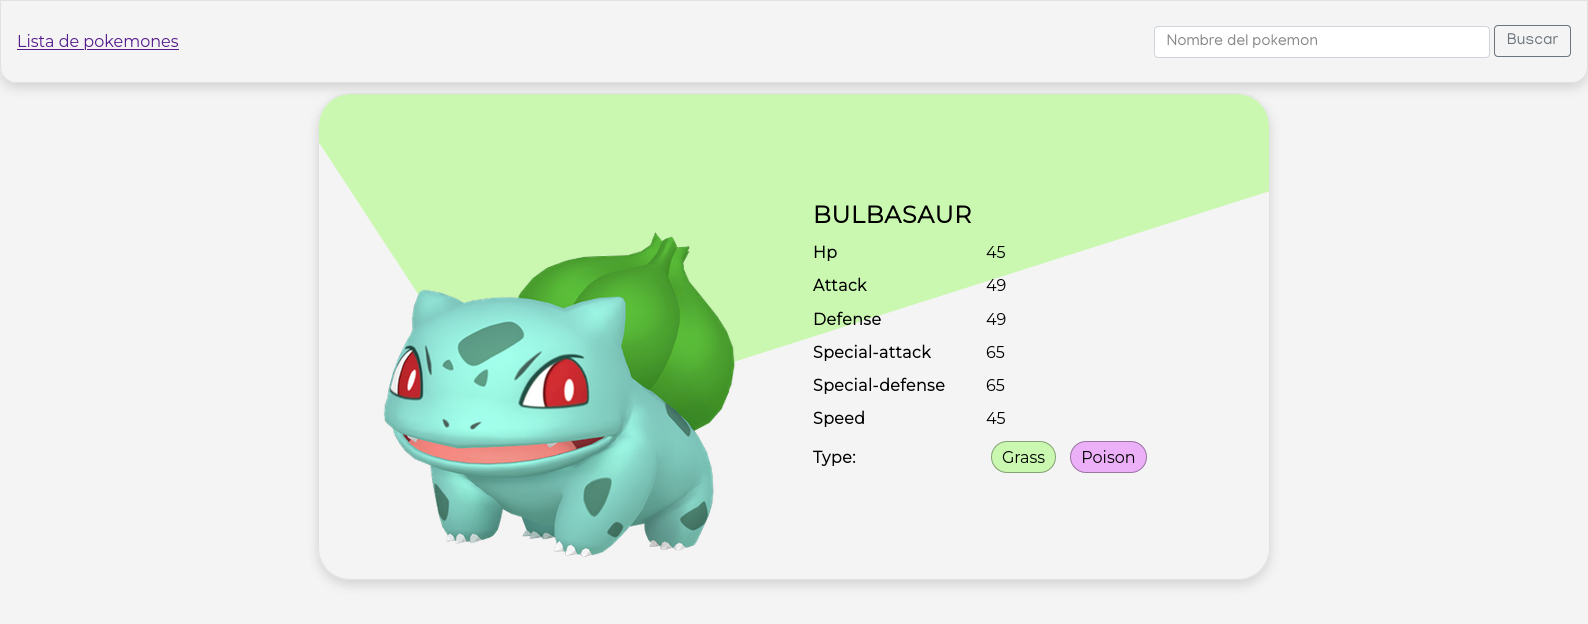 Lista de pokemones
Nombre del pokemon Buscar
BULBASAUR
Hp 45
Attack 49
Defense 49
Special-attack 65
Special-defense 65
Speed 45
Type: Grass Poison